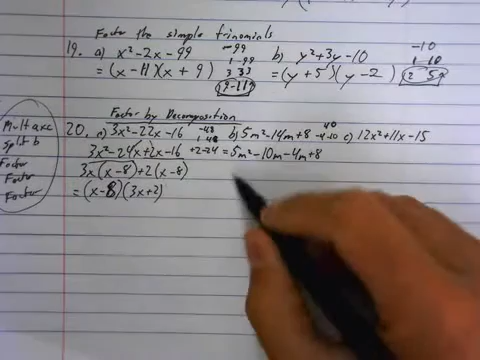 Factor the simple trinomials
19. a) x² - 2x - 99 -99 b) y² + 3y - 10 -10
1 -99 1 10
= (x - 11)(x + 9) 3 33 = (y + 5)(y - 2) 2 5
9 -11
Factor by Decomposition
Mult a×c
Split b
Factor
Factor
20. a) 3x² - 22x - 16 -48 b) 5m² - 14m + 8 40 -4 -10 c) 12x² + 11x - 15
3x² - 24x + 2x - 16 +2 -24 = 5m² - 10m - 4m + 8
3x(x - 8) + 2(x - 8)
= (x - 8)(3x + 2)